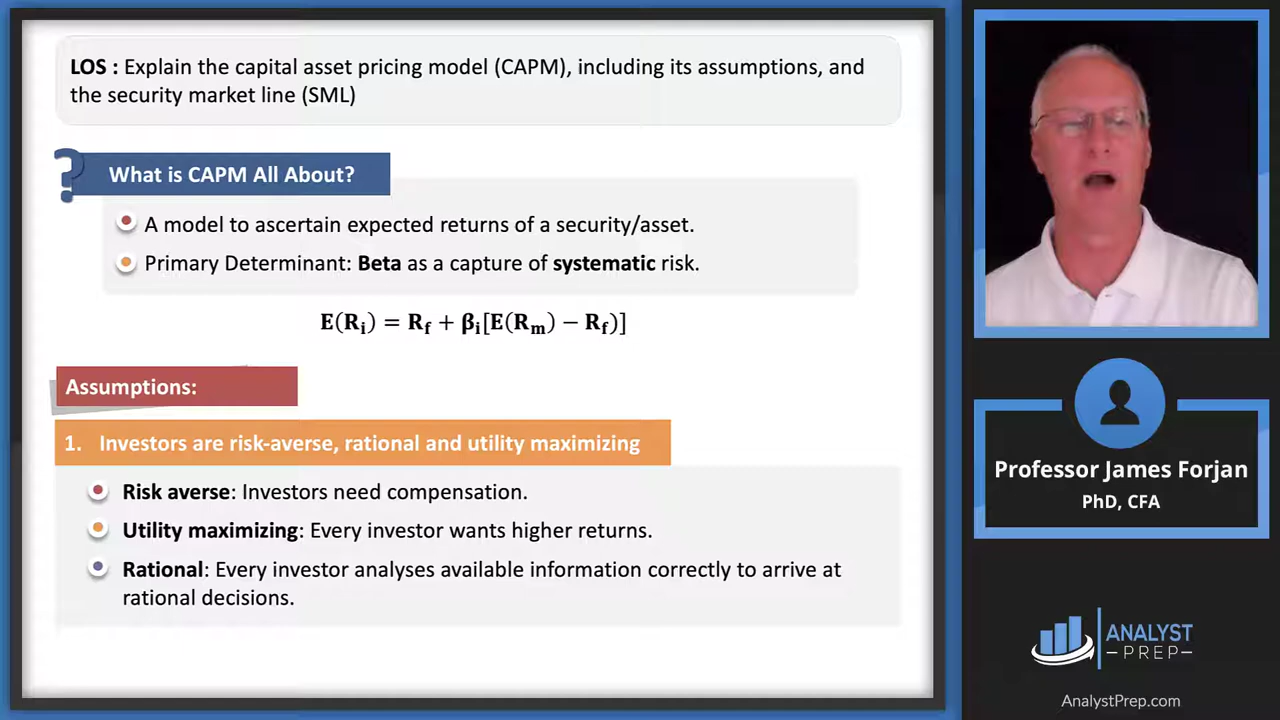 LOS : Explain the capital asset pricing model (CAPM), including its assumptions, and
the security market line (SML)
?
What is CAPM All About?
A model to ascertain expected returns of a security/asset.
Primary Determinant: Beta as a capture of systematic risk.
E(Rᵢ) = R_f + βᵢ[E(R_m) − R_f)]
Assumptions:
1. Investors are risk-averse, rational and utility maximizing
Risk averse: Investors need compensation.
Utility maximizing: Every investor wants higher returns.
Rational: Every investor analyses available information correctly to arrive at
rational decisions.
Professor James Forjan
PhD, CFA
ANALYST
PREP
AnalystPrep.com